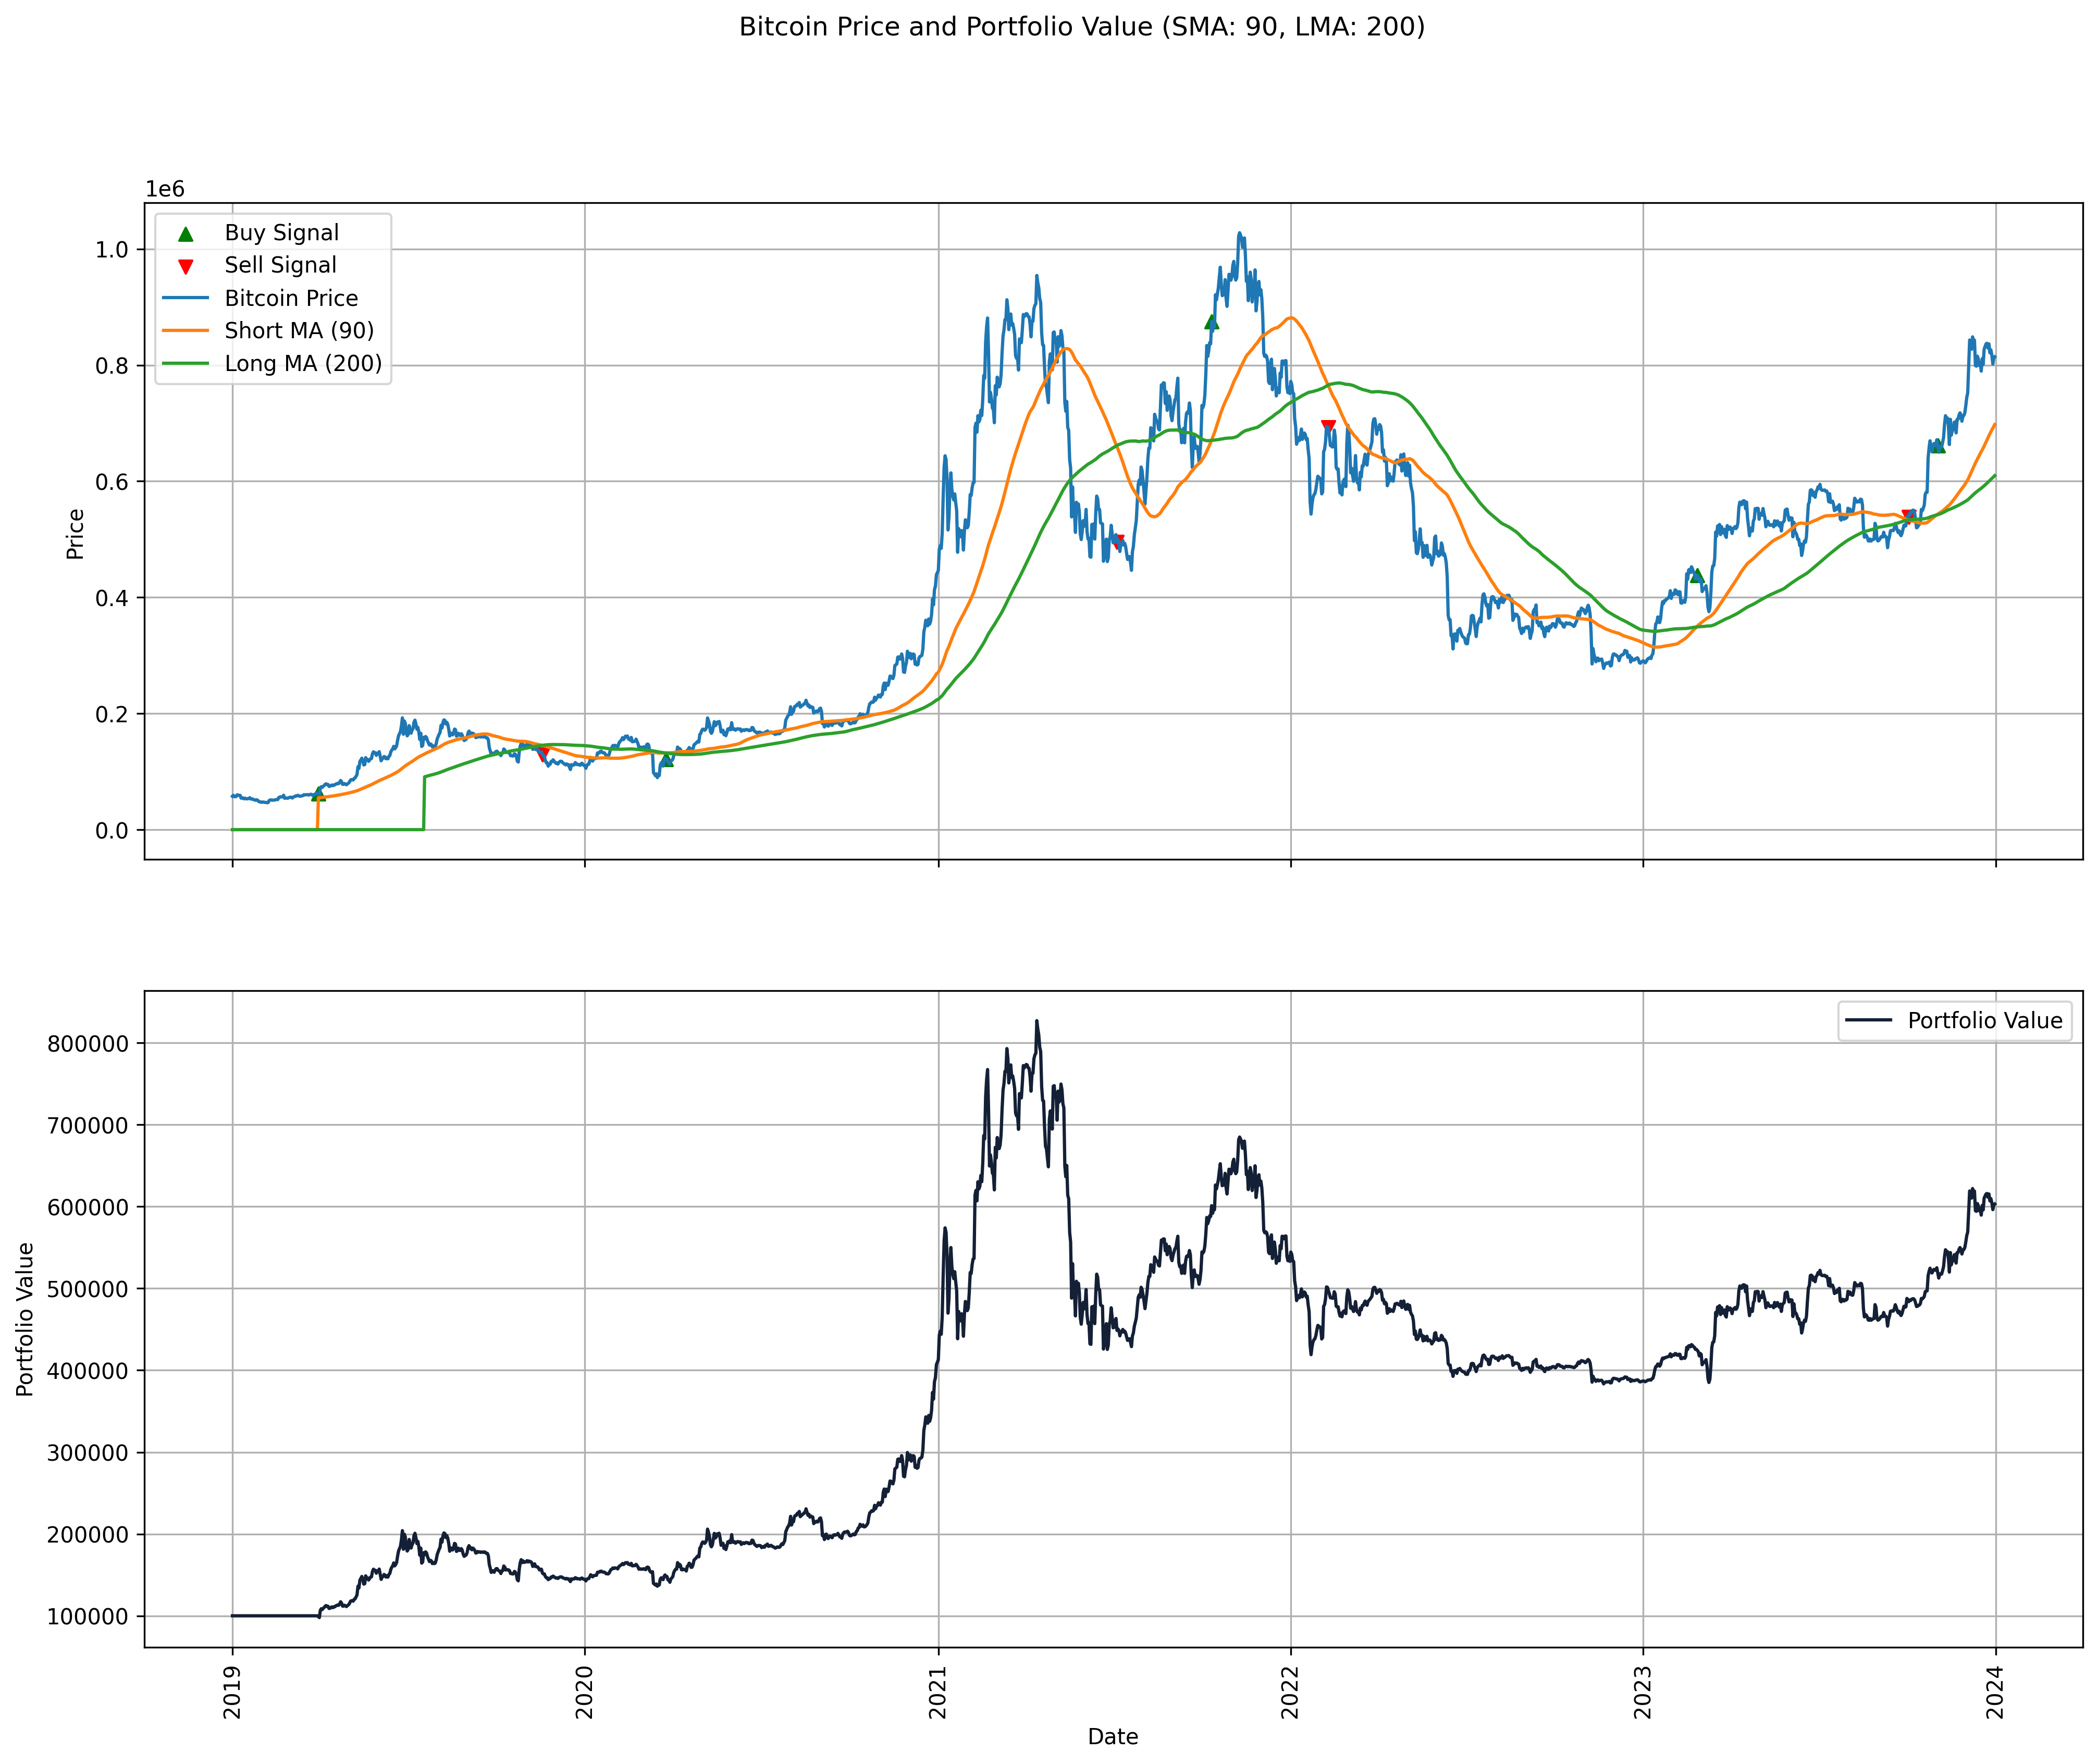 Bitcoin Price and Portfolio Value (SMA: 90, LMA: 200)
1e6
Buy Signal
Sell Signal
Bitcoin Price
Short MA (90)
Long MA (200)
1.0
0.8
0.6
0.4
0.2
0.0
Price
Portfolio Value
800000
700000
600000
500000
400000
300000
200000
100000
Portfolio Value
2019
2020
2021
2022
2023
2024
Date